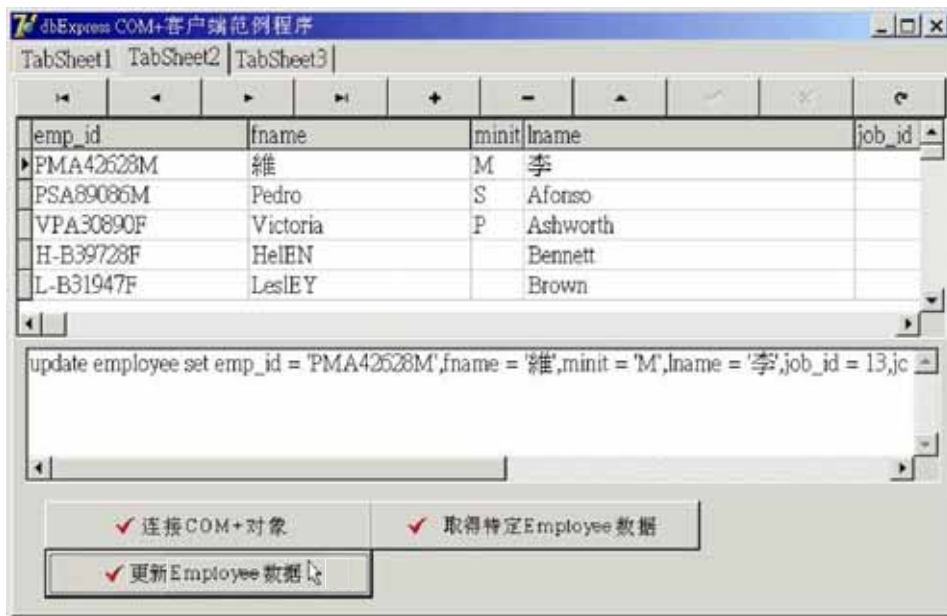 dbExpress COM+客户端范例程序
TabSheet1 TabSheet2 TabSheet3
emp_id fname minit lname job_id
PMA42628M 維 M 李
PSA89086M Pedro S Afonso
VPA30890F Victoria P Ashworth
H-B39728F HelEN Bennett
L-B31947F LeslEY Brown
update employee set emp_id = 'PMA42628M',fname = '維',minit = 'M',lname = '李',job_id = 13,jc
连接COM+对象 取得特定Employee数据
更新Employee数据